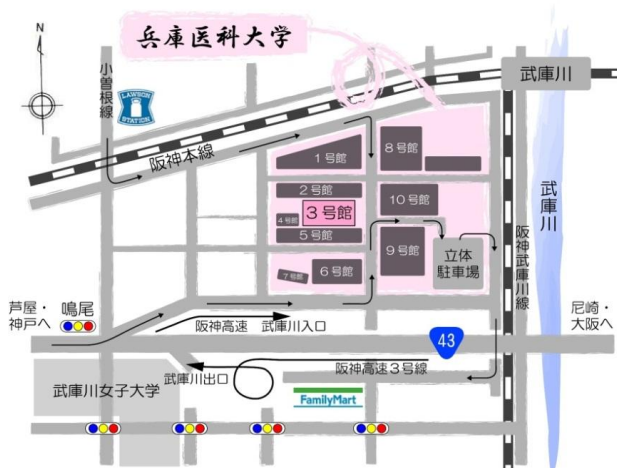 N
兵庫医科大学
小曽根線
LAWSON
STATION
武庫川
阪神本線
1号館
8号館
2号館
10号館
4号館
3号館
5号館
9号館
7号館
6号館
立体
駐車場
武庫川
阪神武庫川線
芦屋・
神戸へ
鳴尾
阪神高速 武庫川入口
43
尼崎・
大阪へ
武庫川出口
阪神高速3号線
武庫川女子大学
FamilyMart